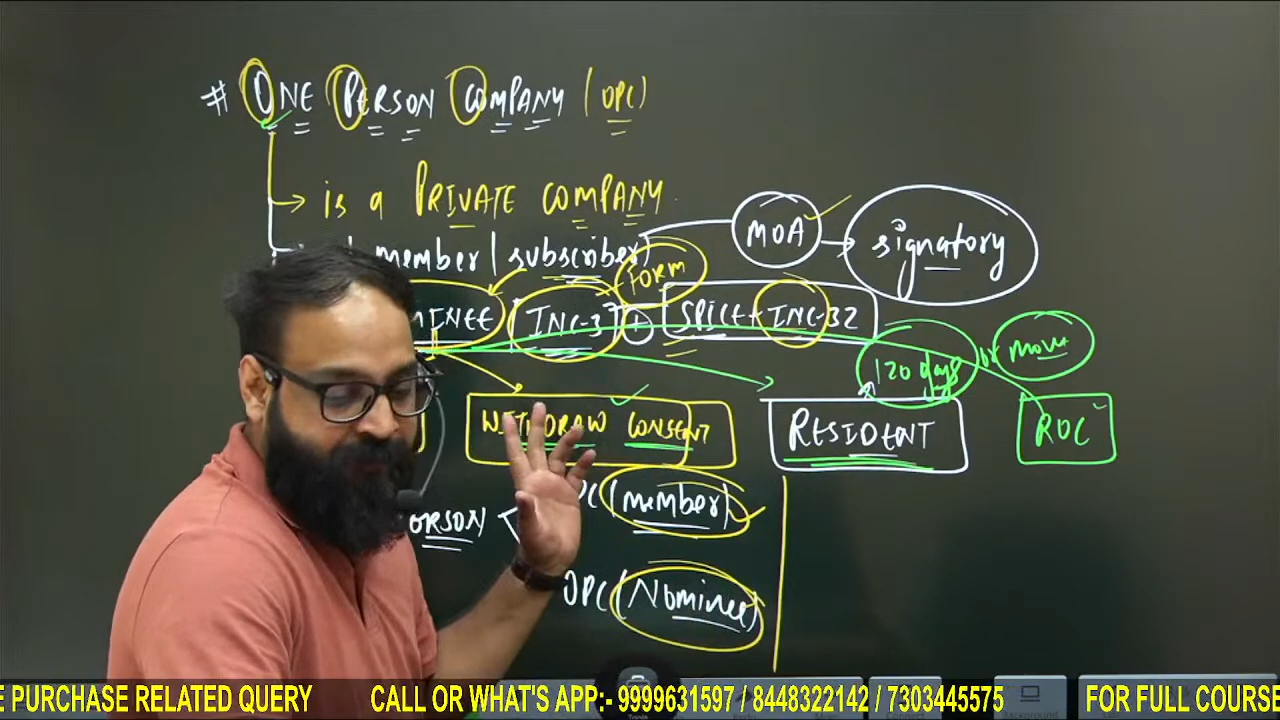 # ONE PERSON COMPANY (OPC)
is a PRIVATE COMPANY
member | subscriber) MOA signatory
FORM
INC-3 + SPICE + INC-32
120 days or more
WITHDRAW CONSENT RESIDENT ROC
OPC (member)
OPC (Nominee)
E PURCHASE RELATED QUERY CALL OR WHAT'S APP:- 9999631597 / 8448322142 / 7303445575 FOR FULL COURSE